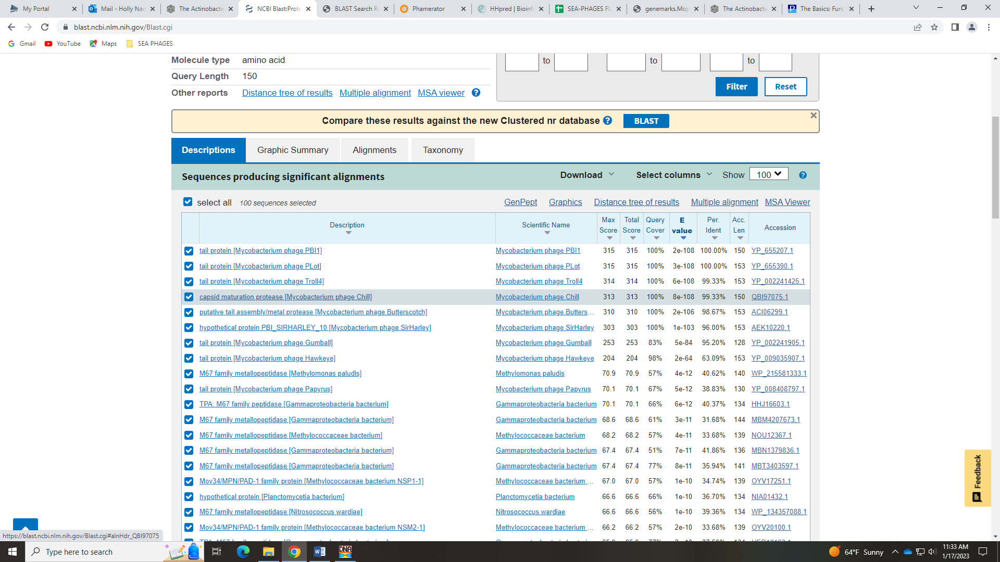 My Portal
Mail - Holly Nan
The Actinobacte
NCBI Blast:Prote
BLAST Search Re
Phamerator
HHpred | Bioinfo
SEA-PHAGES FU
genemarks.Mop
The Actinobacte
The Basics: Func
blast.ncbi.nlm.nih.gov/Blast.cgi
Gmail YouTube Maps SEA PHAGES
Molecule type amino acid
to to to
Query Length 150
Filter Reset
Other reports Distance tree of results Multiple alignment MSA viewer ?
Compare these results against the new Clustered nr database ? BLAST
Descriptions Graphic Summary Alignments Taxonomy
Sequences producing significant alignments Download Select columns Show 100 ?
select all 100 sequences selected GenPept Graphics Distance tree of results Multiple alignment MSA Viewer
Description Scientific Name Max Score Total Score Query Cover E value Per. Ident Acc. Len Accession
tail protein [Mycobacterium phage PBI1] Mycobacterium phage PBI1 315 315 100% 2e-108 100.00% 150 YP_655207.1
tail protein [Mycobacterium phage PLot] Mycobacterium phage PLot 315 315 100% 3e-108 100.00% 153 YP_655390.1
tail protein [Mycobacterium phage Troll4] Mycobacterium phage Troll4 314 314 100% 6e-108 99.33% 153 YP_002241425.1
capsid maturation protease [Mycobacterium phage Chill] Mycobacterium phage Chill 313 313 100% 8e-108 99.33% 150 QBI97075.1
putative tail assembly/metal protease [Mycobacterium phage Butterscotch] Mycobacterium phage Butters... 310 310 100% 2e-106 98.67% 153 ACI06299.1
hypothetical protein PBI_SIRHARLEY_10 [Mycobacterium phage SirHarley] Mycobacterium phage SirHarley 303 303 100% 1e-103 96.00% 153 AEK10220.1
tail protein [Mycobacterium phage Gumball] Mycobacterium phage Gumball 253 253 83% 5e-84 95.20% 128 YP_002241905.1
tail protein [Mycobacterium phage Hawkeye] Mycobacterium phage Hawkeye 204 204 98% 2e-64 63.09% 153 YP_009035907.1
M67 family metallopeptidase [Methylomonas paludis] Methylomonas paludis 70.9 70.9 57% 4e-12 40.62% 140 WP_215581333.1
tail protein [Mycobacterium phage Papyrus] Mycobacterium phage Papyrus 70.1 70.1 67% 5e-12 38.83% 130 YP_008408797.1
TPA: M67 family peptidase [Gammaproteobacteria bacterium] Gammaproteobacteria bacterium 70.1 70.1 66% 6e-12 40.37% 134 HHJ16603.1
M67 family metallopeptidase [Gammaproteobacteria bacterium] Gammaproteobacteria bacterium 68.6 68.6 61% 3e-11 31.68% 144 MBM4207673.1
M67 family metallopeptidase [Methylococcaceae bacterium] Methylococcaceae bacterium 68.2 68.2 57% 4e-11 33.68% 139 NOU12367.1
M67 family metallopeptidase [Gammaproteobacteria bacterium] Gammaproteobacteria bacterium 67.4 67.4 51% 7e-11 41.86% 136 MBN1379836.1
M67 family metallopeptidase [Gammaproteobacteria bacterium] Gammaproteobacteria bacterium 67.4 67.4 77% 8e-11 35.94% 141 MBT3403597.1
Mov34/MPN/PAD-1 family protein [Methylococcaceae bacterium NSP1-1] Methylococcaceae bacterium ... 67.0 67.0 57% 1e-10 34.74% 139 OYV17251.1
hypothetical protein [Planctomycetia bacterium] Planctomycetia bacterium 66.6 66.6 66% 1e-10 36.70% 134 NIA01432.1
M67 family metallopeptidase [Nitrosococcus wardiae] Nitrosococcus wardiae 66.6 66.6 56% 1e-10 39.36% 134 WP_134357088.1
Mov34/MPN/PAD-1 family protein [Methylococcaceae bacterium NSM2-1] Methylococcaceae bacterium ... 66.2 66.2 57% 2e-10 33.68% 139 OYV20100.1
Feedback
https://blast.ncbi.nlm.nih.gov/Blast.cgi#alnHdr_QBI97075
Type here to search
DNA
64°F Sunny
11:33 AM
1/17/2023